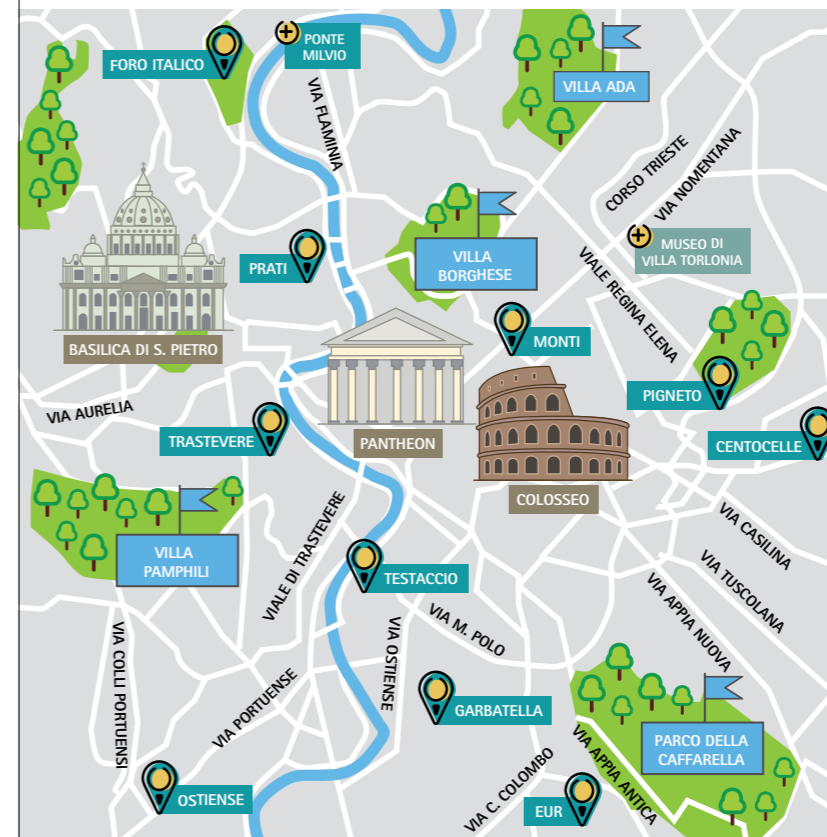 FORO ITALICO
PONTE
MILVIO
VIA FLAMINIA
VILLA ADA
CORSO TRIESTE
VIA NOMENTANA
MUSEO DI
VILLA TORLONIA
PRATI
VILLA
BORGHESE
VIALE REGINA ELENA
BASILICA DI S. PIETRO
MONTI
PIGNETO
VIA AURELIA
TRASTEVERE
PANTHEON
CENTOCELLE
COLOSSEO
VILLA
PAMPHILI
VIALE DI TRASTEVERE
VIA CASILINA
VIA TUSCOLANA
TESTACCIO
VIA APPIA NUOVA
VIA M. POLO
VIA COLLI PORTUENSI
VIA PORTUENSE
VIA OSTIENSE
GARBATELLA
PARCO DELLA
CAFFARELLA
VIA APPIA ANTICA
OSTIENSE
VIA C. COLOMBO
EUR